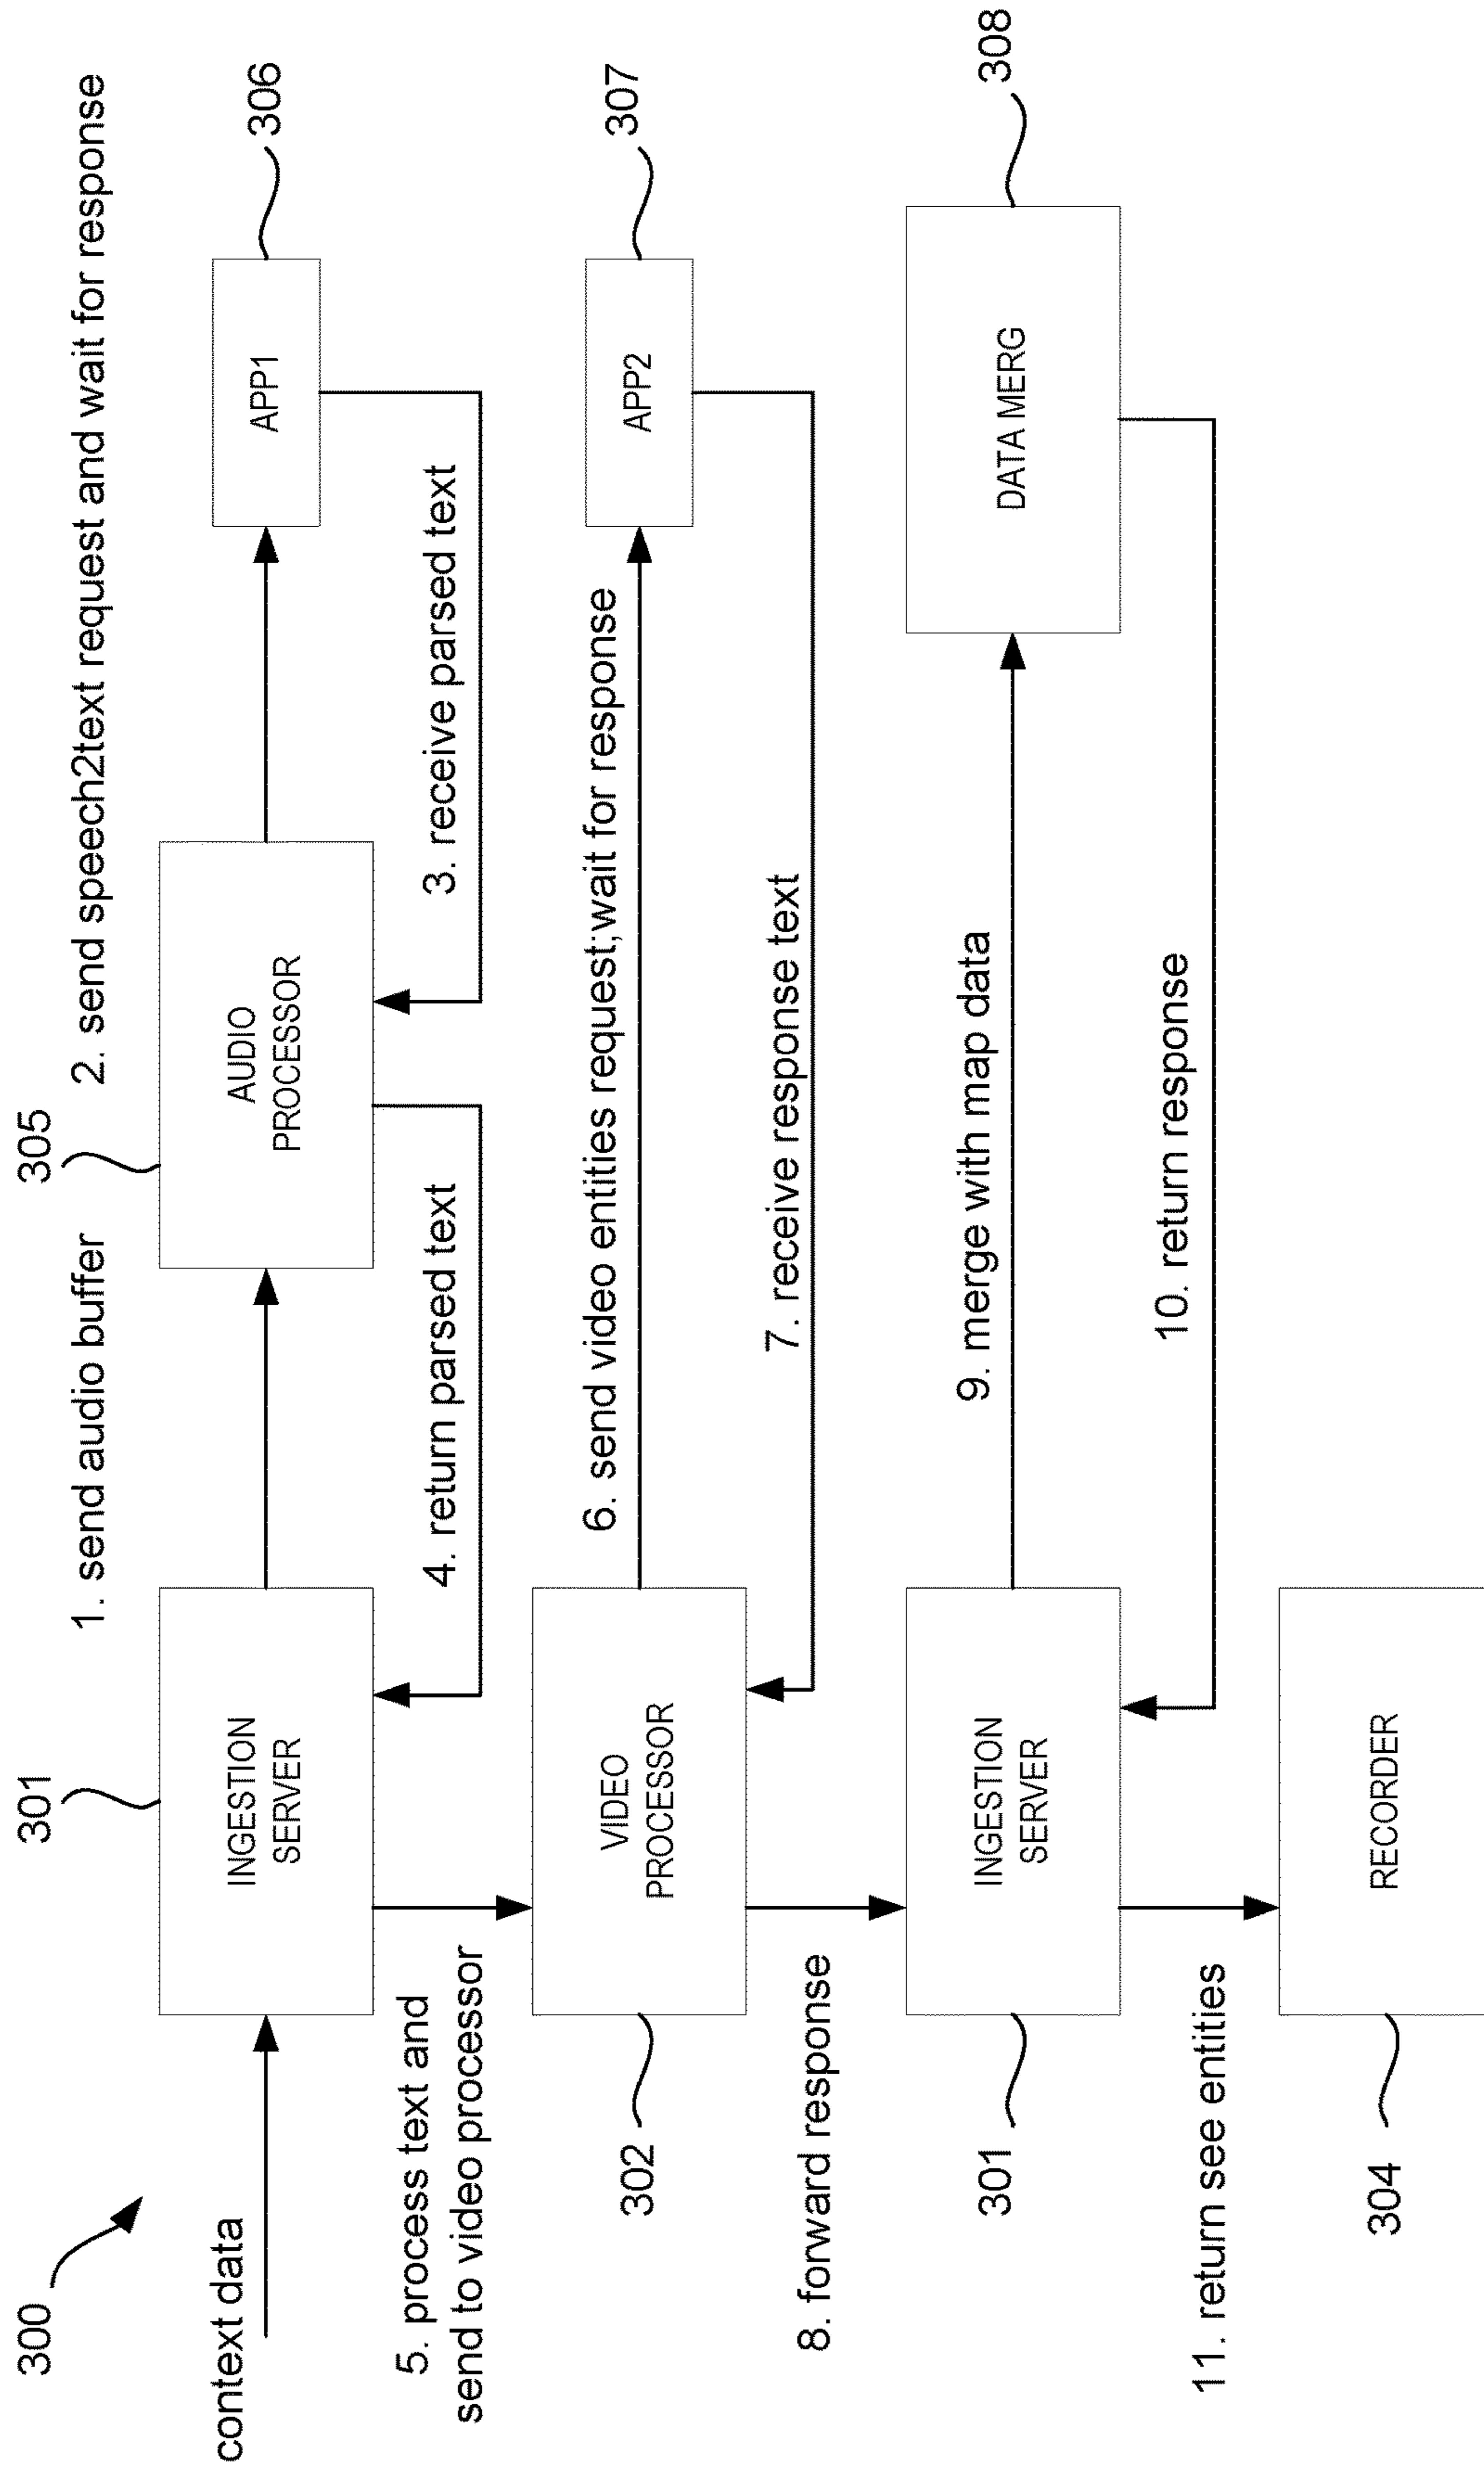 300
301
305
1. send audio buffer
2. send speech2text request and wait for response
context data
INGESTION
SERVER
AUDIO
PROCESSOR
APP1
306
4. return parsed text
3. receive parsed text
5. process text and
send to video processor
6. send video entities request;wait for response
302
VIDEO
PROCESSOR
APP2
307
7. receive response text
8. forward response
9. merge with map data
301
INGESTION
SERVER
DATA MERG
308
10. return response
11. return see entities
304
RECORDER